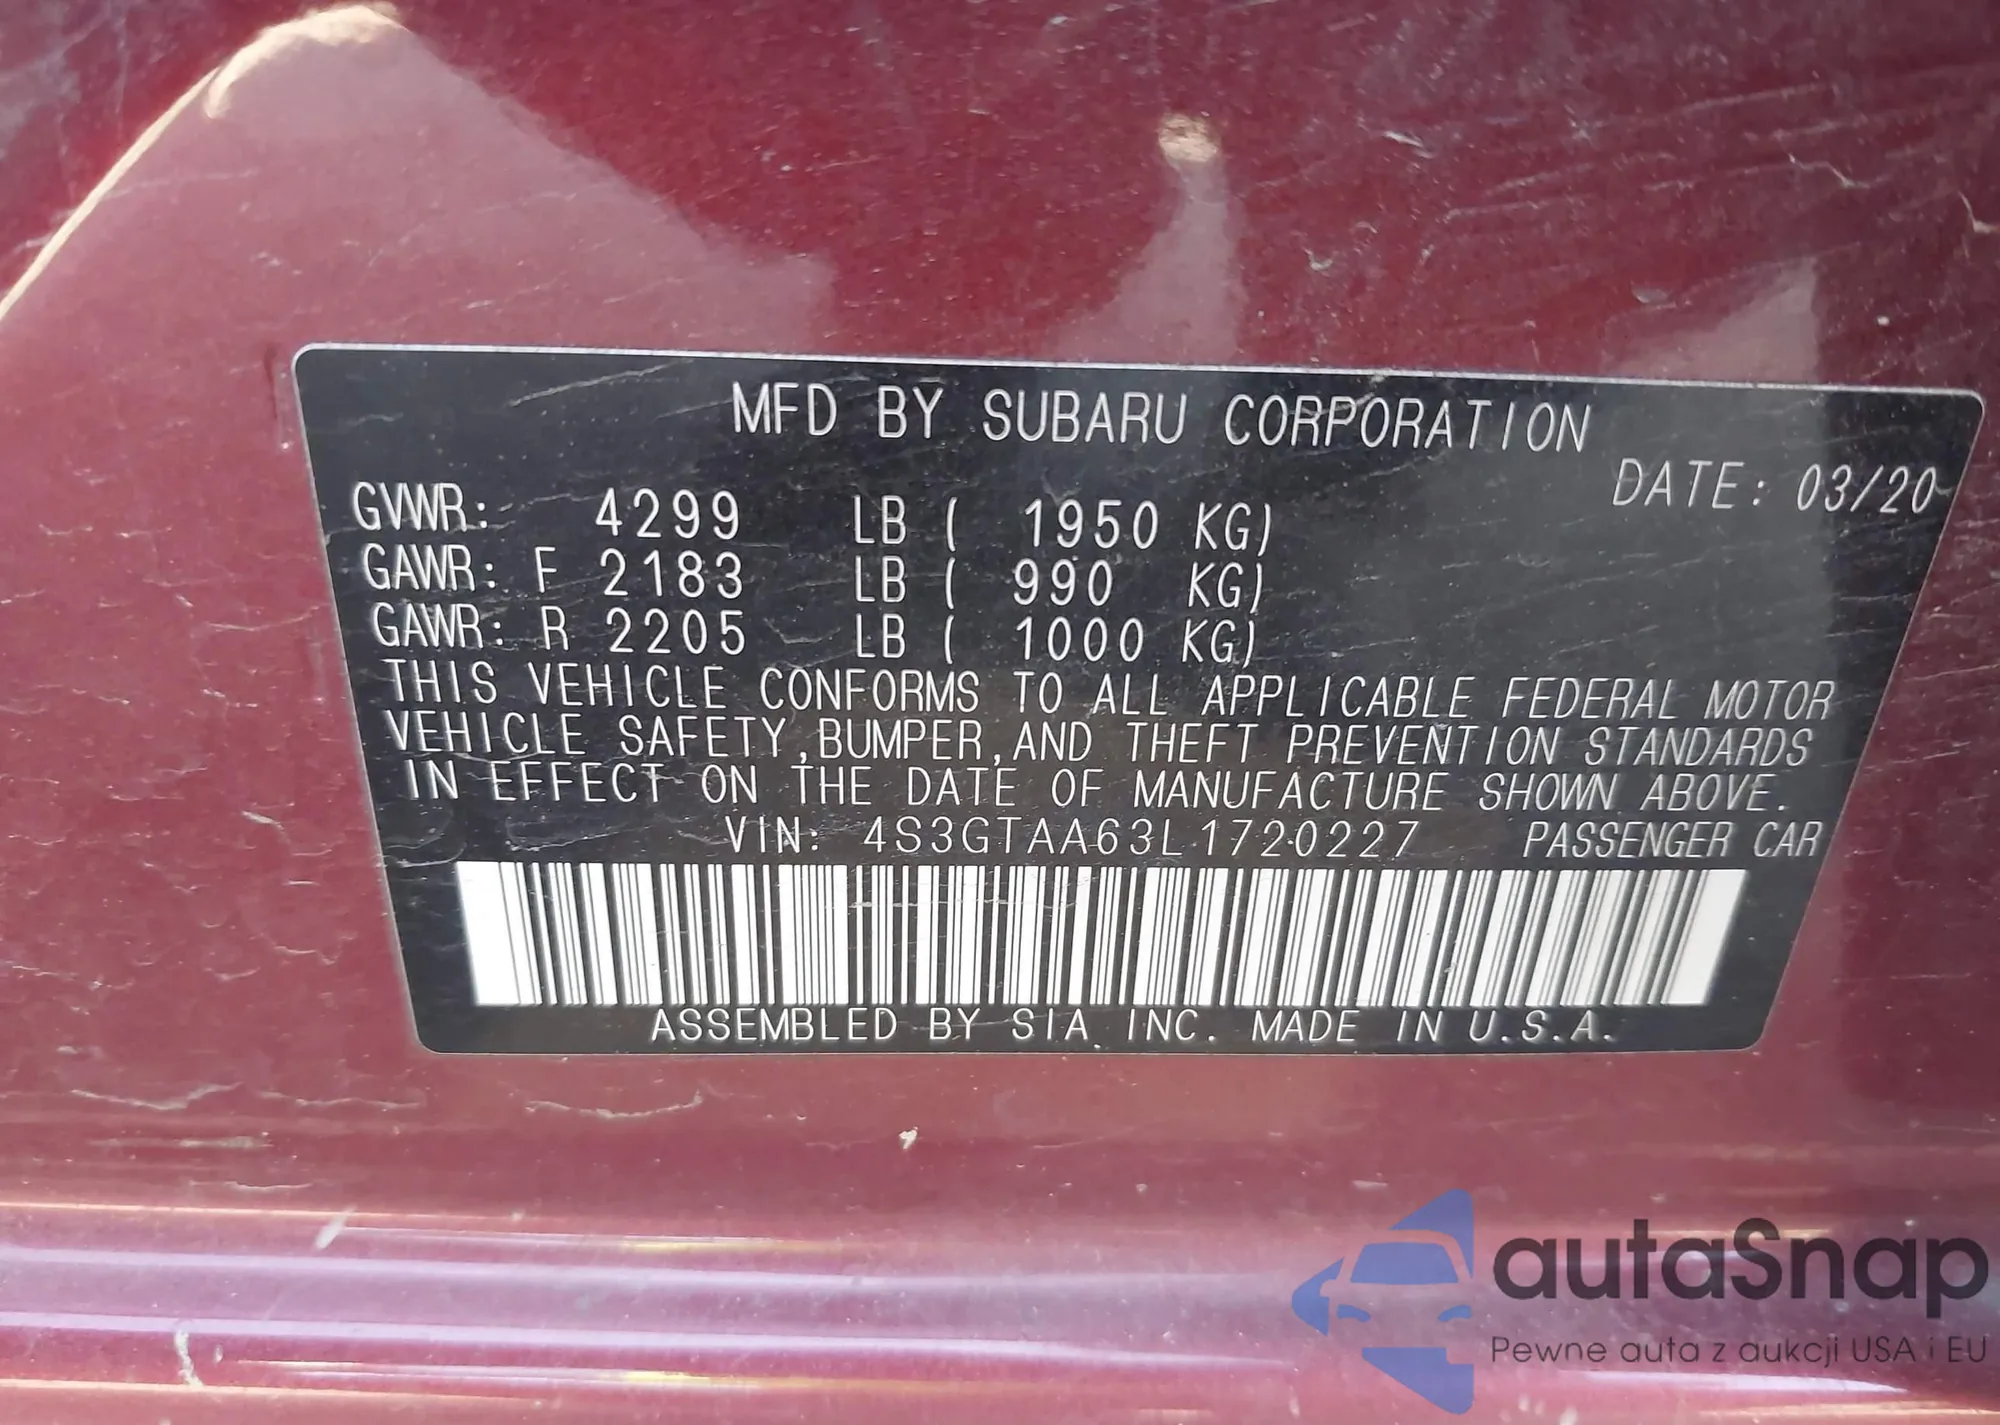 MFD BY SUBARU CORPORATION
DATE: 03/20
GVWR: 4299 LB ( 1950 KG)
GAWR: F 2183 LB ( 990 KG)
GAWR: R 2205 LB ( 1000 KG)
THIS VEHICLE CONFORMS TO ALL APPLICABLE FEDERAL MOTOR
VEHICLE SAFETY,BUMPER,AND THEFT PREVENTION STANDARDS
IN EFFECT ON THE DATE OF MANUFACTURE SHOWN ABOVE.
VIN: 4S3GTAA63L1720227 PASSENGER CAR
ASSEMBLED BY SIA, INC. MADE IN U.S.A.
autaSnap
Pewne auta z aukcji USA i EU